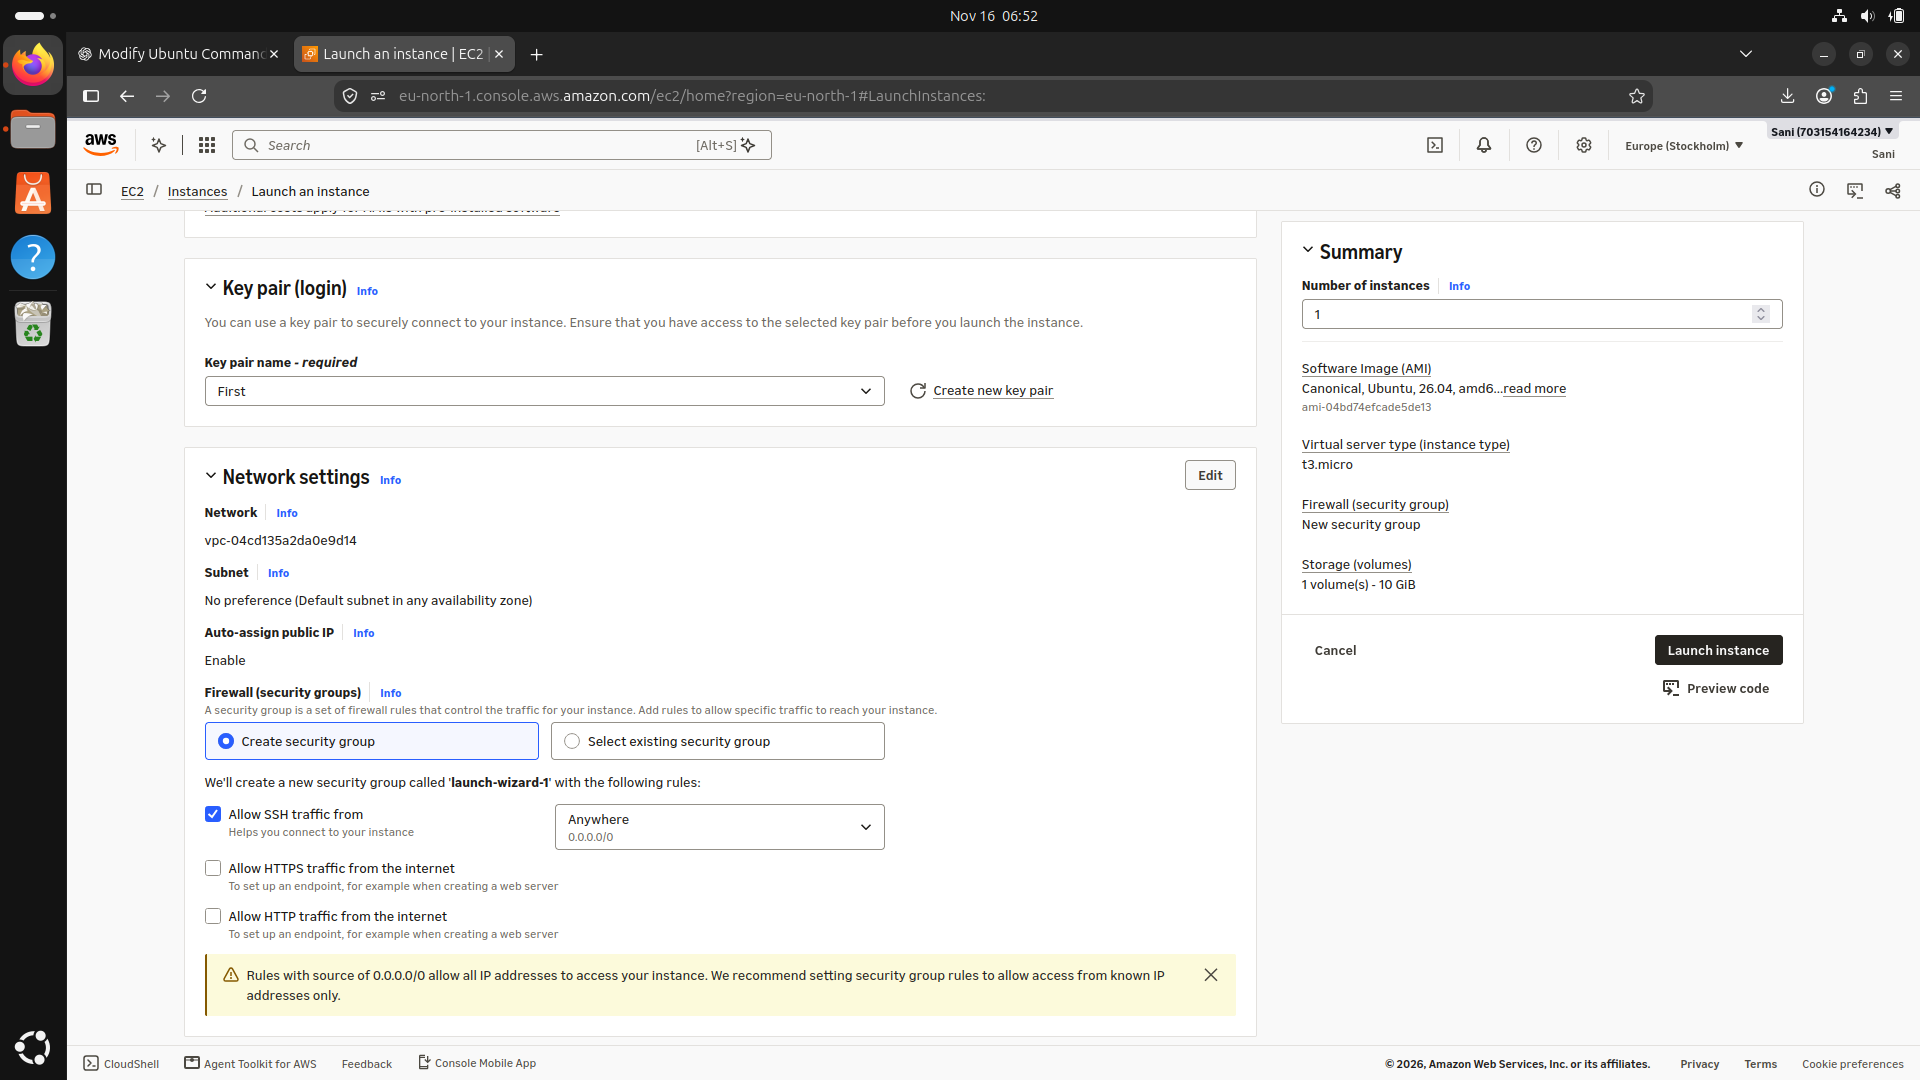 Nov 16 06:52
Modify Ubuntu Comman
Launch an instance | EC2
eu-north-1.console.aws.amazon.com/ec2/home?region=eu-north-1#LaunchInstances:
aws
Search
[Alt+S]
Europe (Stockholm)
Sani (703154164234)
Sani
EC2 / Instances / Launch an instance
Additional costs apply for AMIs with pre-installed software
Key pair (login) Info
You can use a key pair to securely connect to your instance. Ensure that you have access to the selected key pair before you launch the instance.
Key pair name - required
First
Create new key pair
Network settings Info
Edit
Network Info
vpc-04cd135a2da0e9d14
Subnet Info
No preference (Default subnet in any availability zone)
Auto-assign public IP Info
Enable
Firewall (security groups) Info
A security group is a set of firewall rules that control the traffic for your instance. Add rules to allow specific traffic to reach your instance.
Create security group
Select existing security group
We'll create a new security group called 'launch-wizard-1' with the following rules:
Allow SSH traffic from
Helps you connect to your instance
Anywhere
0.0.0.0/0
Allow HTTPS traffic from the internet
To set up an endpoint, for example when creating a web server
Allow HTTP traffic from the internet
To set up an endpoint, for example when creating a web server
Rules with source of 0.0.0.0/0 allow all IP addresses to access your instance. We recommend setting security group rules to allow access from known IP
addresses only.
Summary
Number of instances Info
1
Software Image (AMI)
Canonical, Ubuntu, 26.04, amd6...read more
ami-04bd74efcade5de13
Virtual server type (instance type)
t3.micro
Firewall (security group)
New security group
Storage (volumes)
1 volume(s) - 10 GiB
Cancel
Launch instance
Preview code
CloudShell
Agent Toolkit for AWS
Feedback
Console Mobile App
© 2026, Amazon Web Services, Inc. or its affiliates.
Privacy
Terms
Cookie preferences